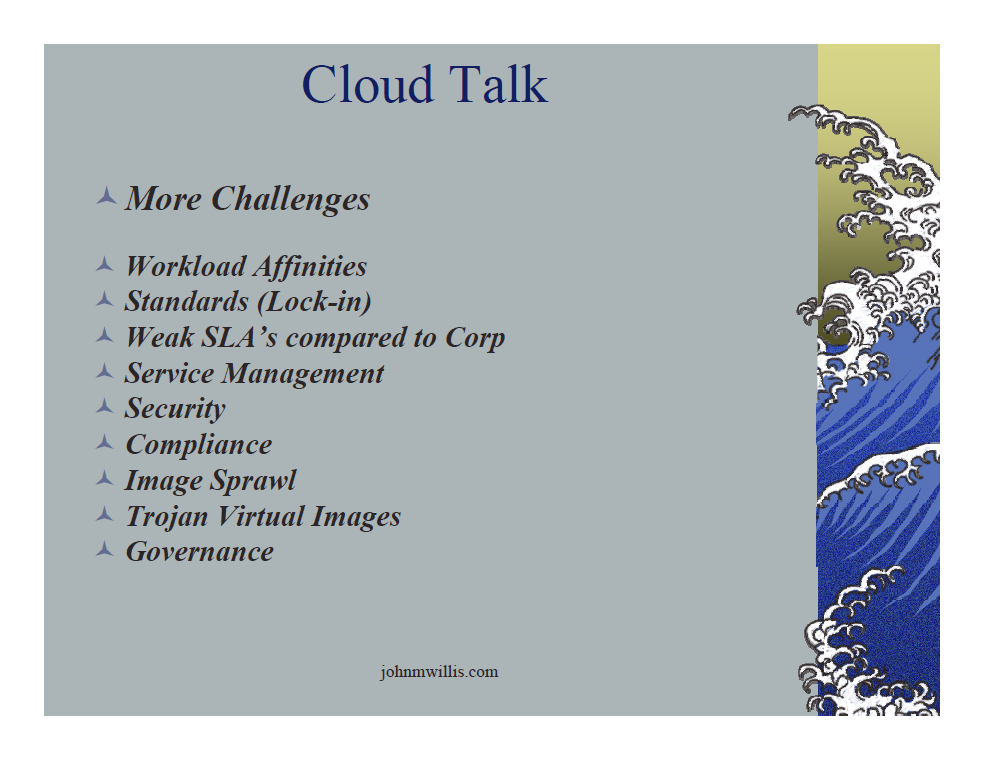 Cloud Talk
More Challenges
Workload Affinities
Standards (Lock-in)
Weak SLA’s compared to Corp
Service Management
Security
Compliance
Image Sprawl
Trojan Virtual Images
Governance
johnmwillis.com